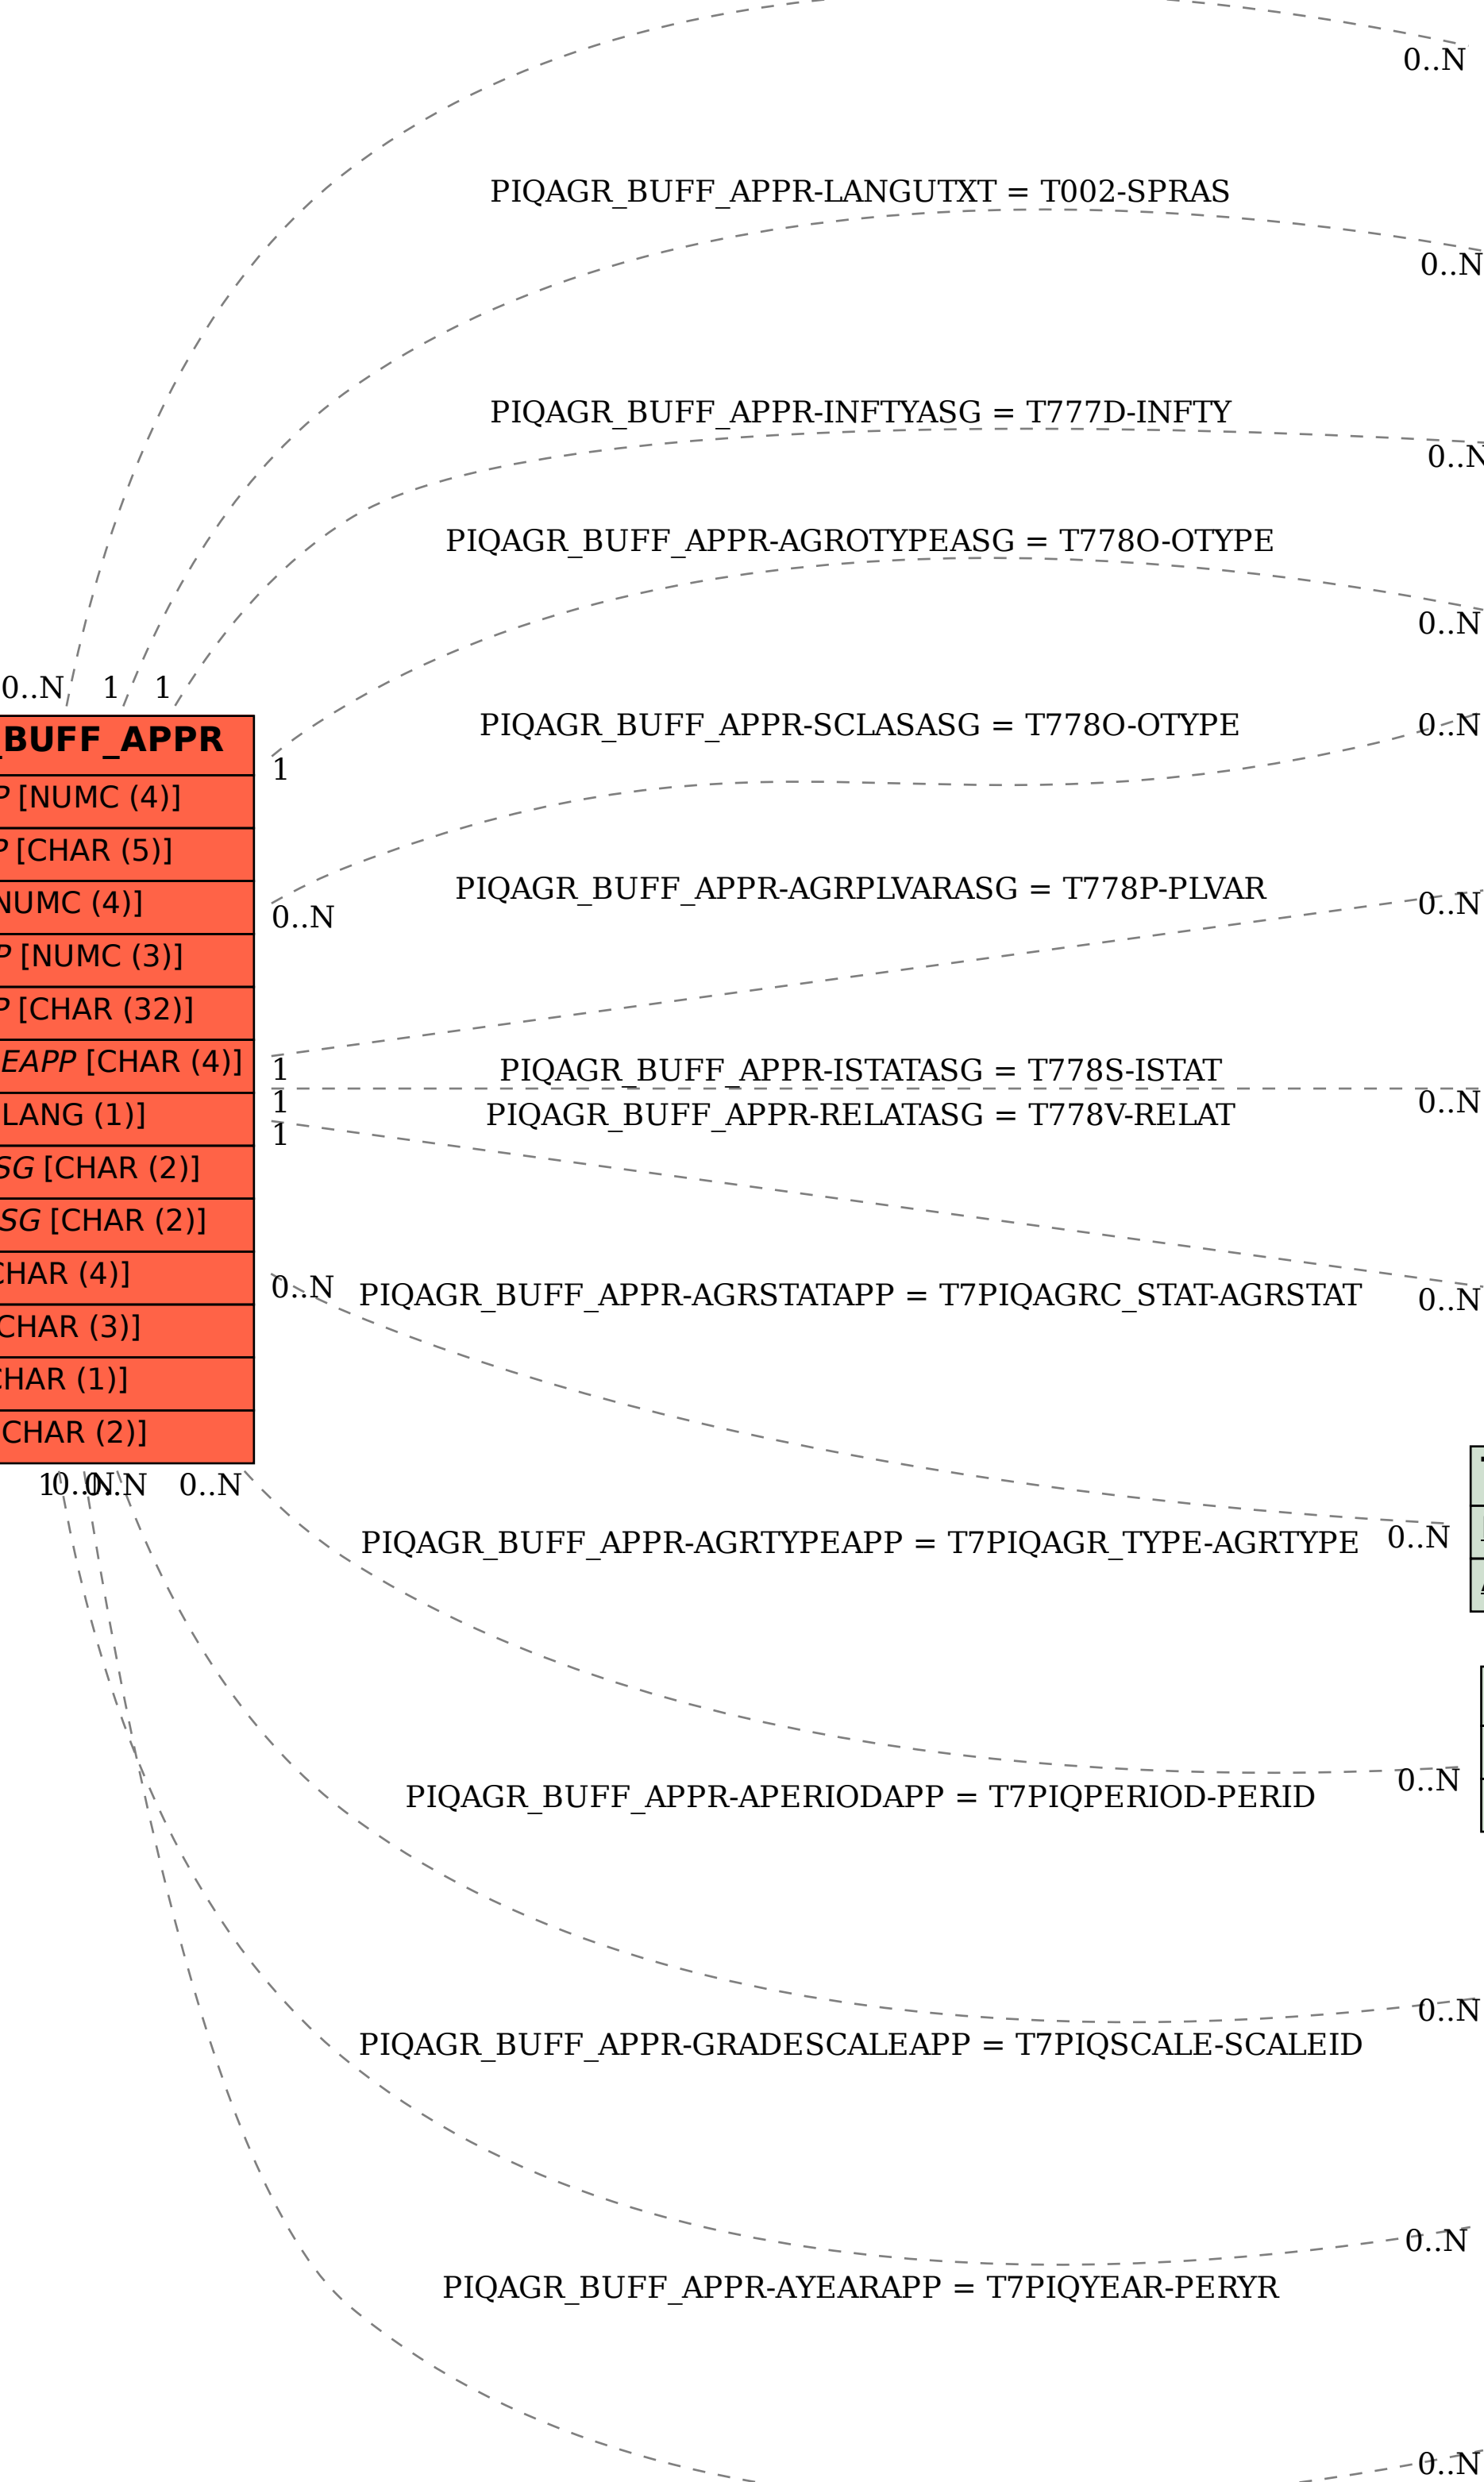 0..N
PIQAGR_BUFF_APPR-LANGUTXT = T002-SPRAS
0..N
PIQAGR_BUFF_APPR-INFTYASG = T777D-INFTY
0..N
PIQAGR_BUFF_APPR-AGROTYPEASG = T778O-OTYPE
0..N
0..N 1 1
_BUFF_APPR
PIQAGR_BUFF_APPR-SCLASASG = T778O-OTYPE
0..N
1
P [NUMC (4)]
P [CHAR (5)]
PIQAGR_BUFF_APPR-AGRPLVARASG = T778P-PLVAR
NUMC (4)]
0..N
0..N
P [NUMC (3)]
P [CHAR (32)]
EAPP [CHAR (4)]
1
PIQAGR_BUFF_APPR-ISTATASG = T778S-ISTAT
1
0..N
LANG (1)]
PIQAGR_BUFF_APPR-RELATASG = T778V-RELAT
1
SG [CHAR (2)]
SG [CHAR (2)]
CHAR (4)]
0..N
PIQAGR_BUFF_APPR-AGRSTATAPP = T7PIQAGRC_STAT-AGRSTAT
0..N
CHAR (3)]
CHAR (1)]
CHAR (2)]
1 0..N 0..N 0..N
PIQAGR_BUFF_APPR-AGRTYPEAPP = T7PIQAGR_TYPE-AGRTYPE
0..N
PIQAGR_BUFF_APPR-APERIODAPP = T7PIQPERIOD-PERID
0..N
0..N
PIQAGR_BUFF_APPR-GRADESCALEAPP = T7PIQSCALE-SCALEID
0..N
PIQAGR_BUFF_APPR-AYEARAPP = T7PIQYEAR-PERYR
0..N